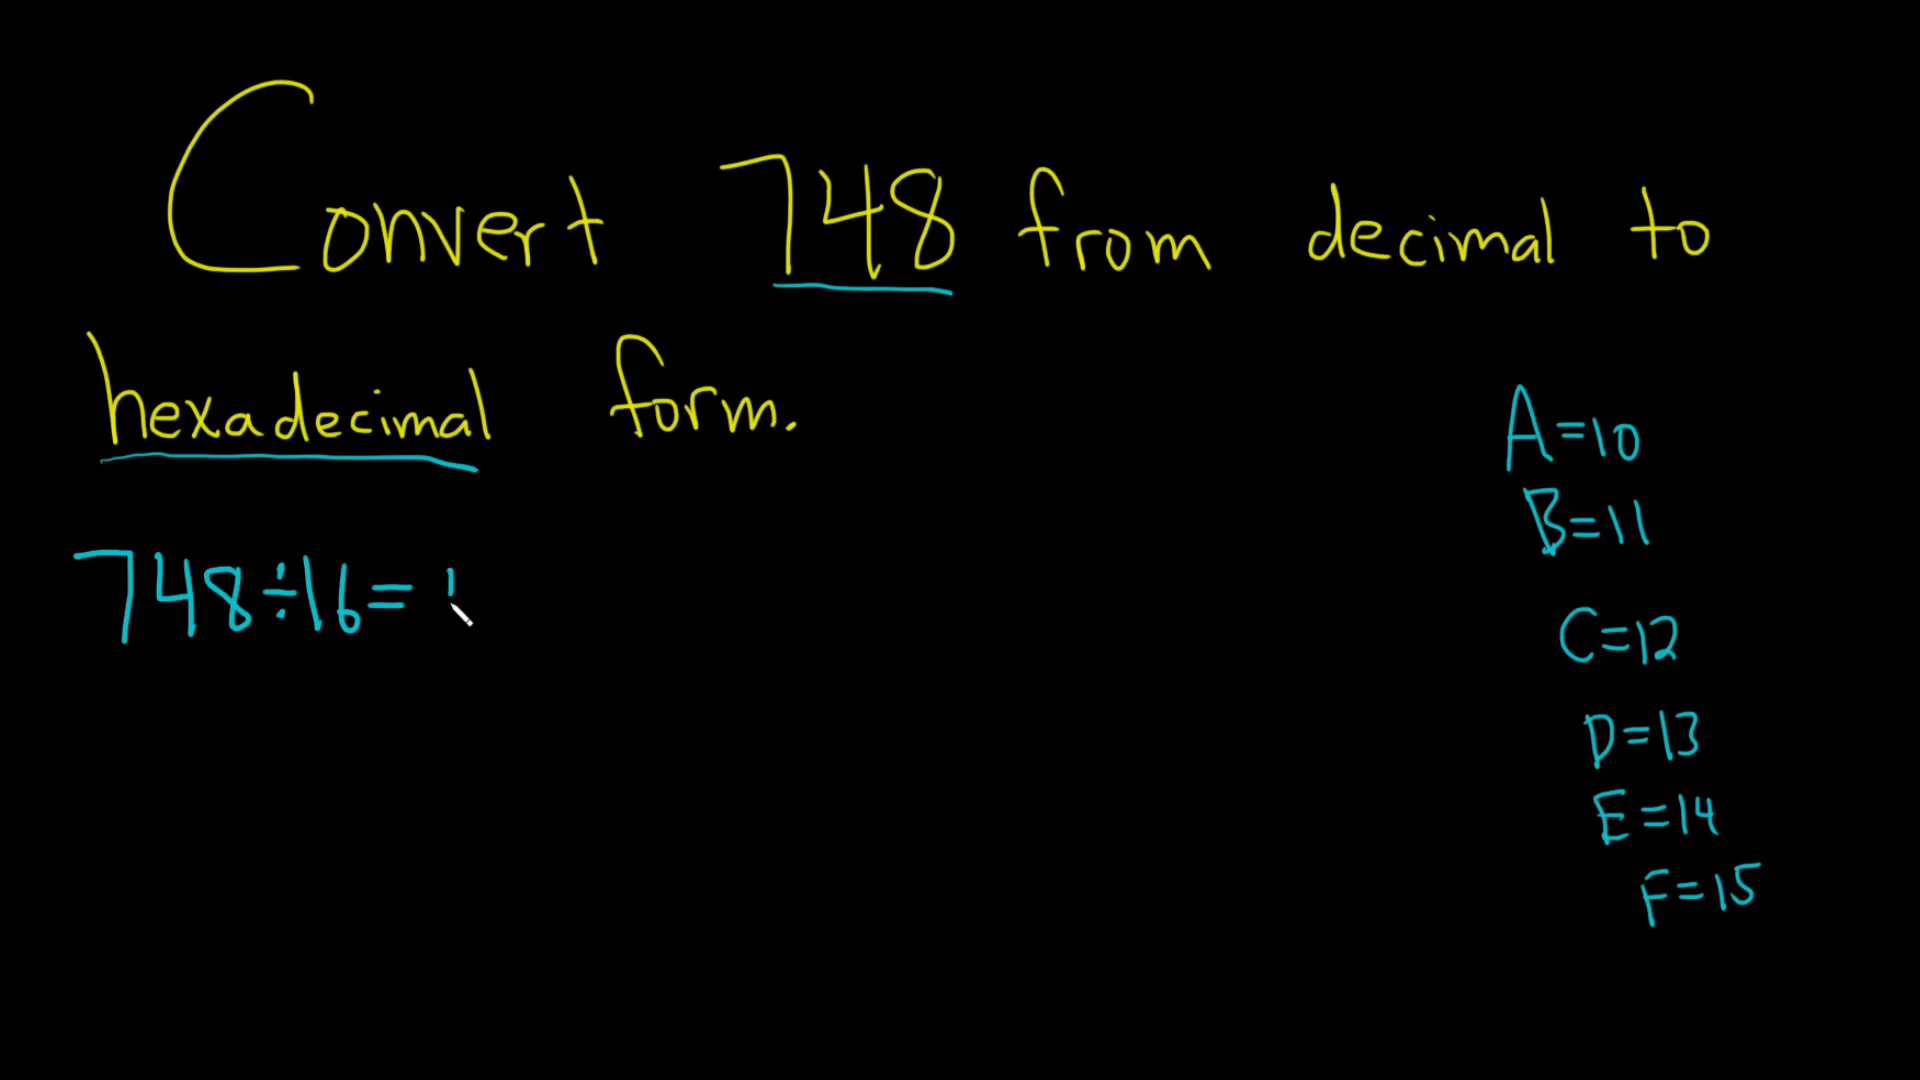 Convert 748 from decimal to
hexadecimal form.
A=10
B=11
748÷16=
C=12
D=13
E=14
F=15